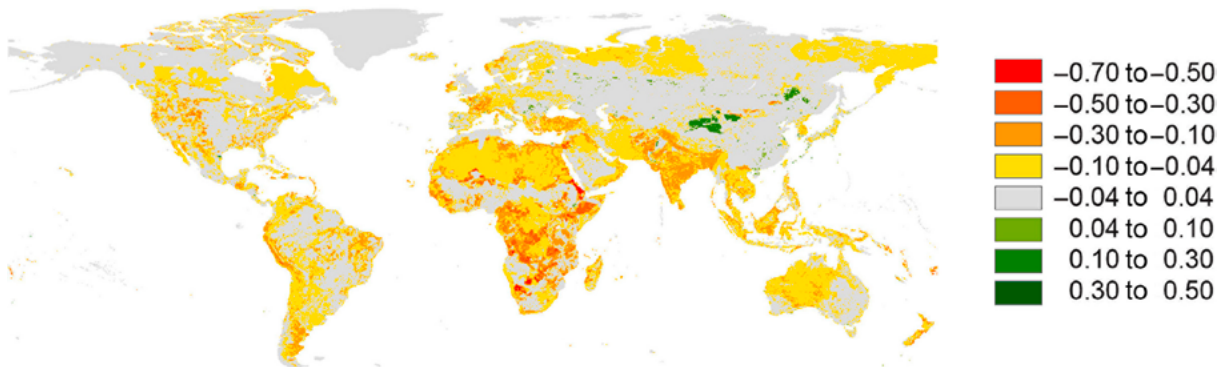 −0.70 to −0.50
−0.50 to −0.30
−0.30 to −0.10
−0.10 to −0.04
−0.04 to 0.04
0.04 to 0.10
0.10 to 0.30
0.30 to 0.50